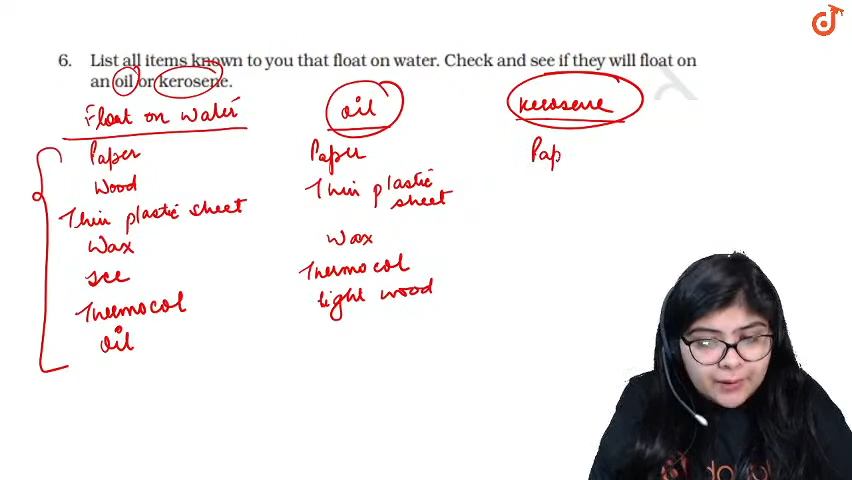 6. List all items known to you that float on water. Check and see if they will float on
an oil or kerosene.
Float on water
oil
kerosene
Paper
Wood
Thin plastic sheet
Wax
Ice
Thermocol
oil
Paper
Thin plastic
sheet
Wax
Thermocol
light wood
Pap